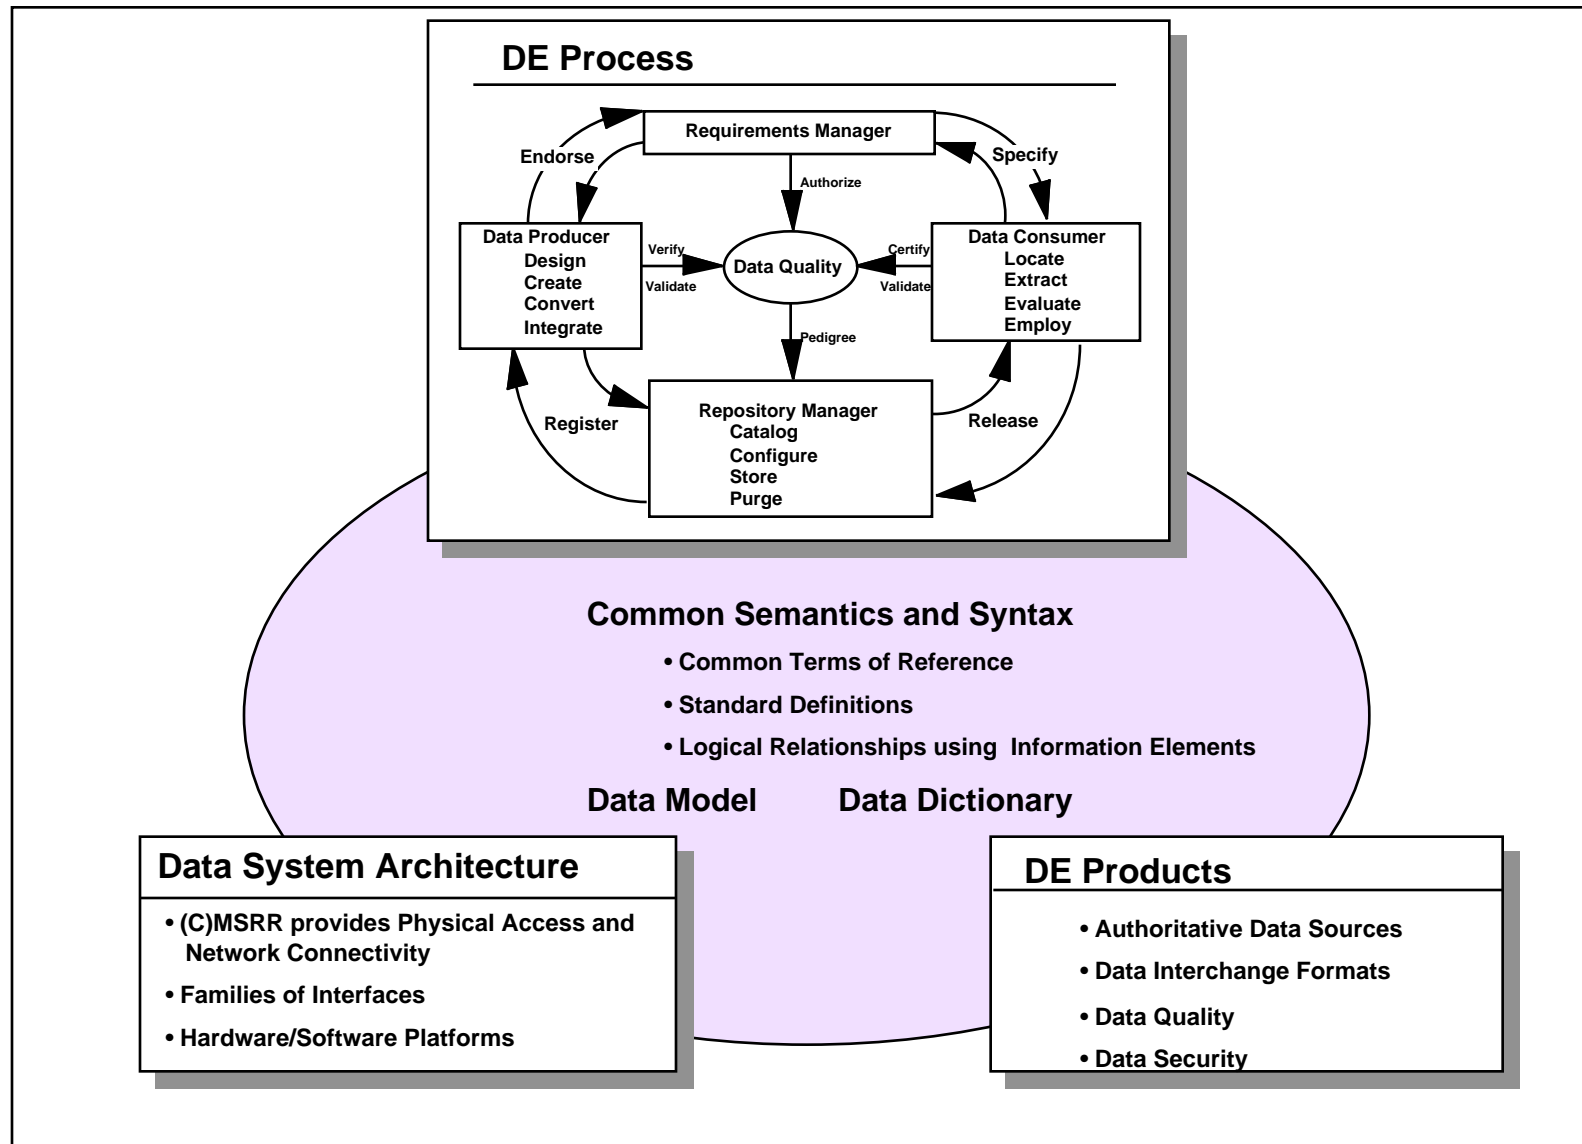 DE Process
Requirements Manager
Endorse
Specify
Authorize
Data Producer
Design
Create
Convert
Integrate
Verify
Validate
Data Quality
Certify
Validate
Data Consumer
Locate
Extract
Evaluate
Employ
Pedigree
Repository Manager
Catalog
Configure
Store
Purge
Register
Release
Common Semantics and Syntax
• Common Terms of Reference
• Standard Definitions
• Logical Relationships using Information Elements
Data Model Data Dictionary
Data System Architecture
• (C)MSRR provides Physical Access and
Network Connectivity
• Families of Interfaces
• Hardware/Software Platforms
DE Products
• Authoritative Data Sources
• Data Interchange Formats
• Data Quality
• Data Security